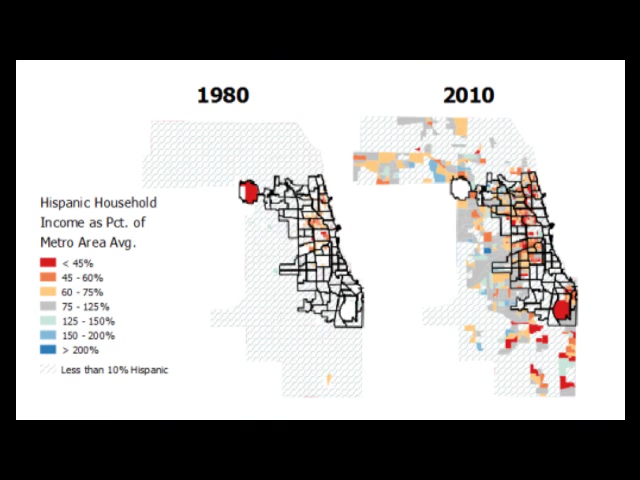 1980
2010
Hispanic Household
Income as Pct. of
Metro Area Avg.
< 45%
45 - 60%
60 - 75%
75 - 125%
125 - 150%
150 - 200%
> 200%
Less than 10% Hispanic